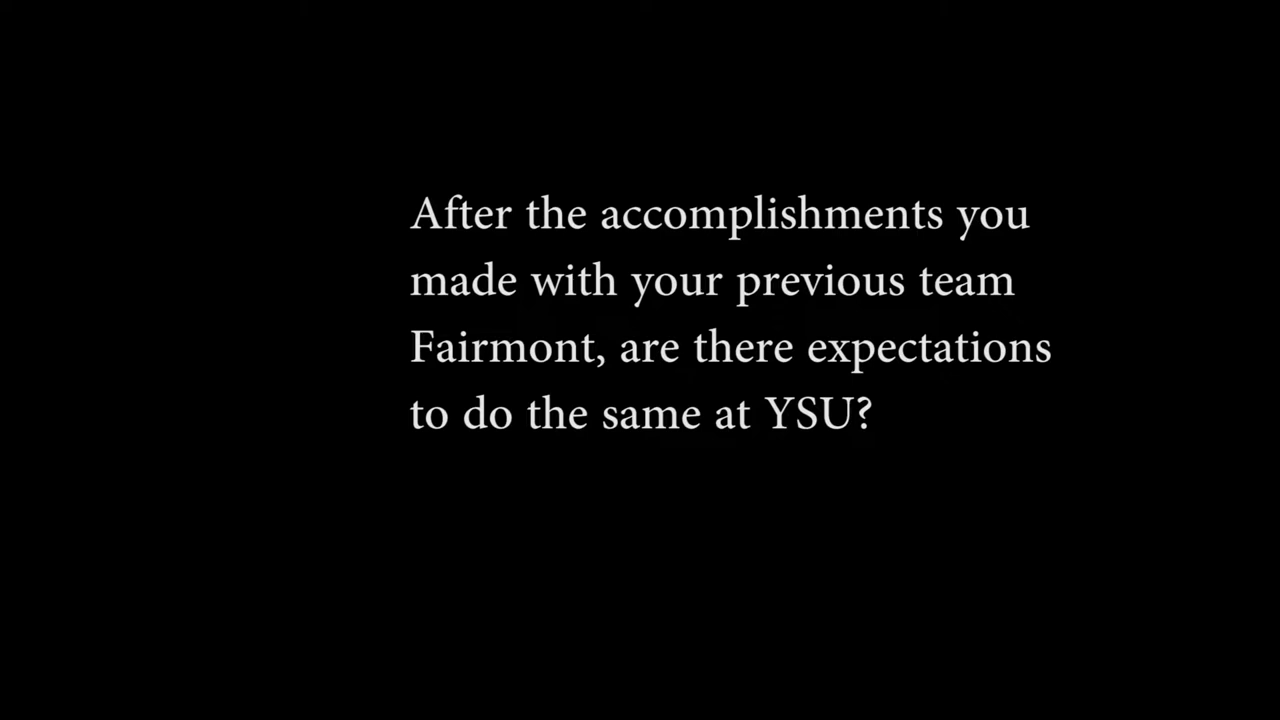 After the accomplishments you
made with your previous team
Fairmont, are there expectations
to do the same at YSU?